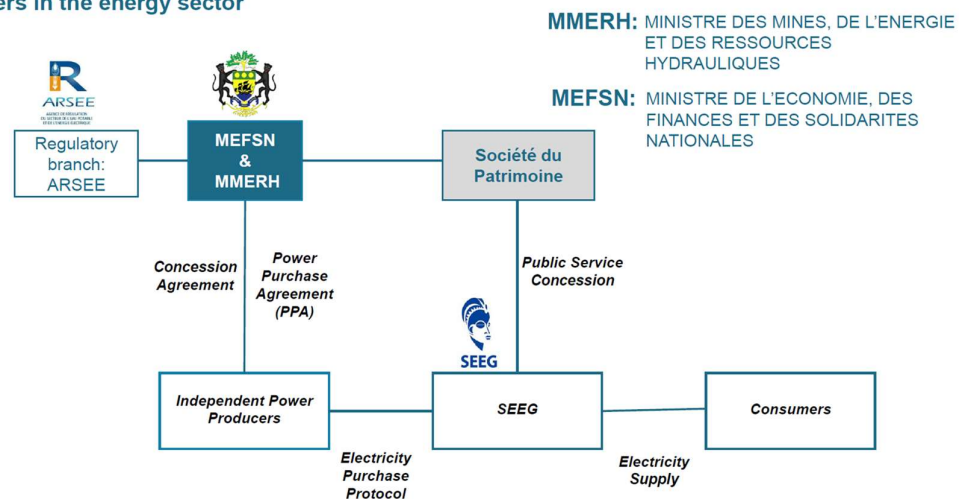 ers in the energy sector
MMERH: MINISTRE DES MINES, DE L'ENERGIE
ET DES RESSOURCES
HYDRAULIQUES
MEFSN: MINISTRE DE L'ECONOMIE, DES
FINANCES ET DES SOLIDARITES
NATIONALES
R
ARSEE
Regulatory
branch:
ARSEE
MEFSN
&
MMERH
Société du
Patrimoine
Concession
Agreement
Power
Purchase
Agreement
(PPA)
Public Service
Concession
SEEG
Independent Power
Producers
SEEG
Consumers
Electricity
Purchase
Protocol
Electricity
Supply